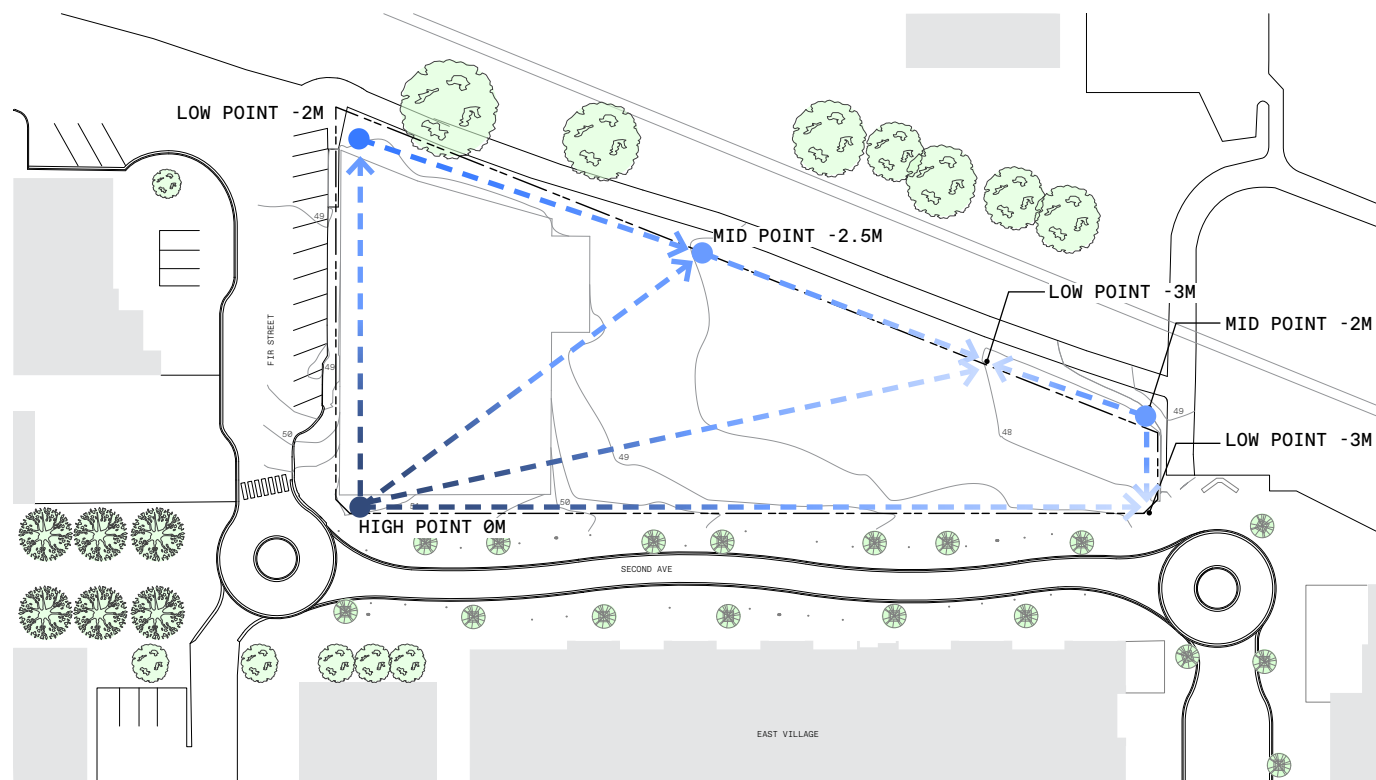 LOW POINT -2M
49
MID POINT -2.5M
LOW POINT -3M
MID POINT -2M
FIR STREET
49
49
50
48
LOW POINT -3M
49
50
HIGH POINT 0M
SECOND AVE
EAST VILLAGE